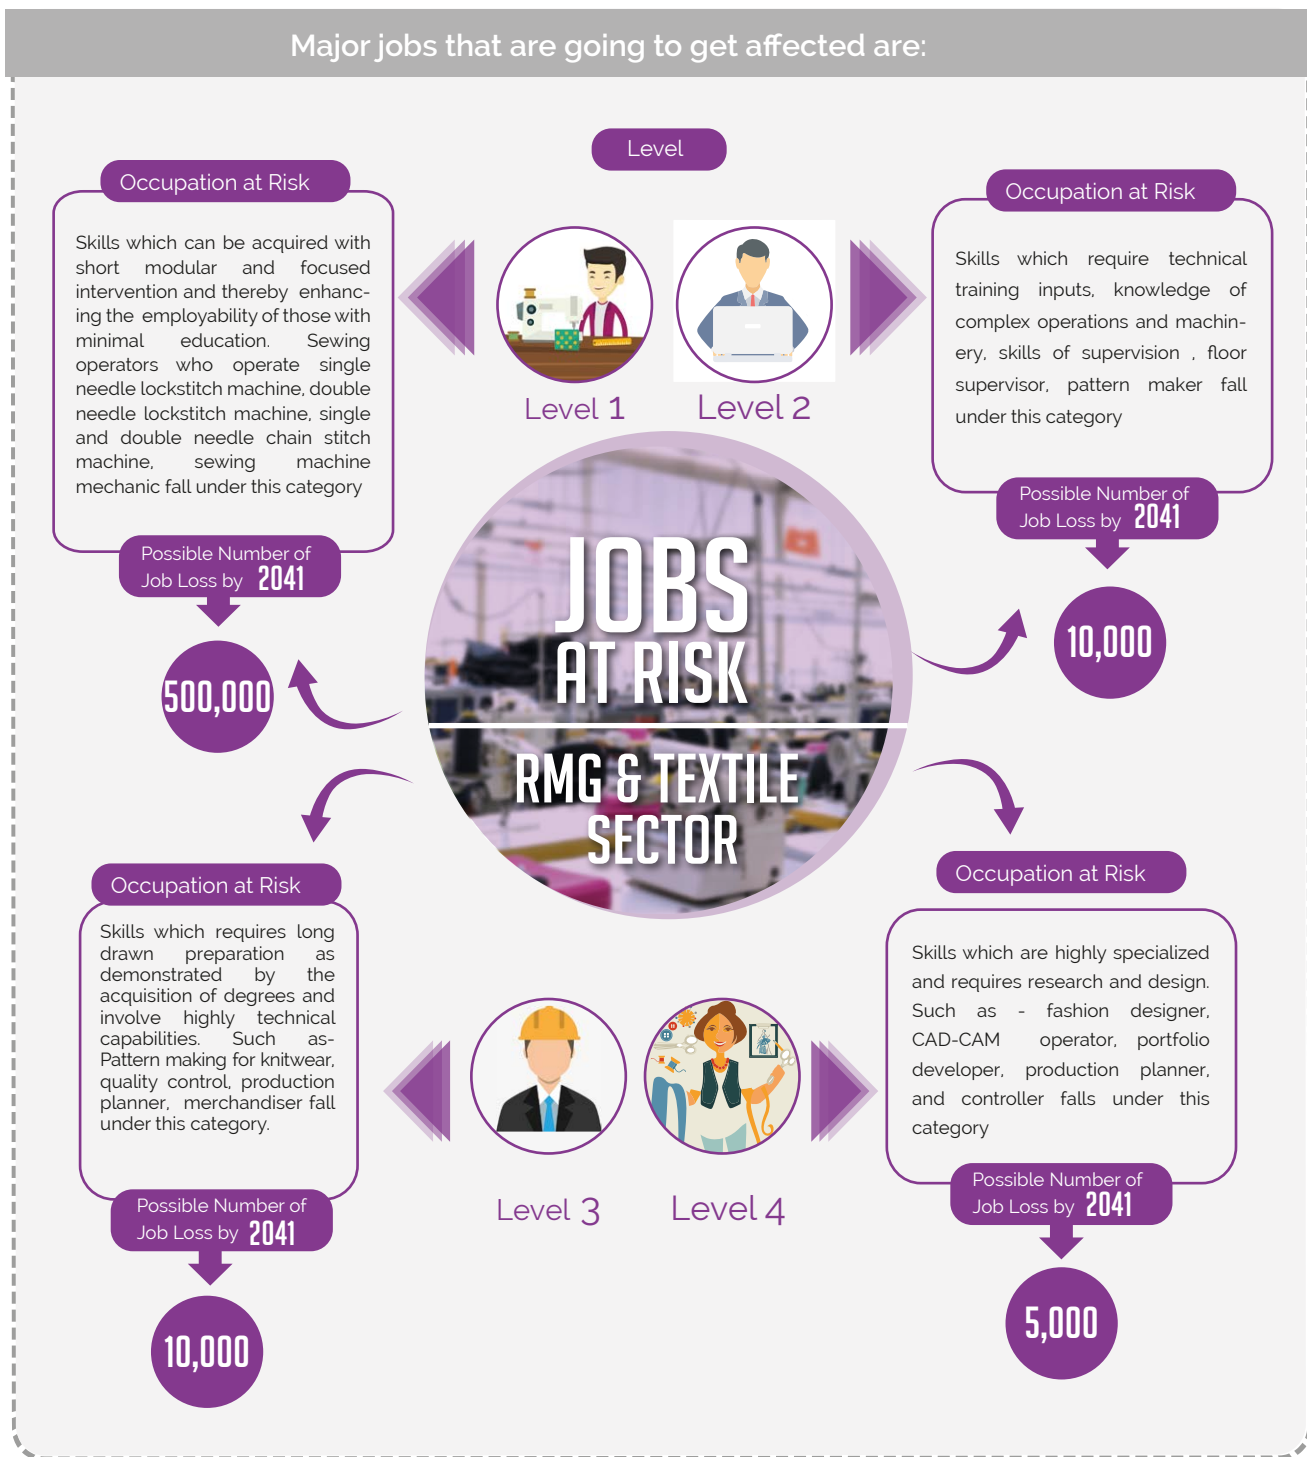 Major jobs that are going to get affected are:
Level
Occupation at Risk
Skills which can be acquired with
short modular and focused
intervention and thereby enhanc-
ing the employability of those with
minimal education. Sewing
operators who operate single
needle lockstitch machine, double
needle lockstitch machine, single
and double needle chain stitch
machine, sewing machine
mechanic fall under this category
Possible Number of
Job Loss by 2041
500,000
Level 1
Level 2
Occupation at Risk
Skills which require technical
training inputs, knowledge of
complex operations and machin-
ery, skills of supervision , floor
supervisor, pattern maker fall
under this category
Possible Number of
Job Loss by 2041
10,000
JOBS
AT RISK
RMG & TEXTILE
SECTOR
Occupation at Risk
Skills which requires long
drawn preparation as
demonstrated by the
acquisition of degrees and
involve highly technical
capabilities. Such as-
Pattern making for knitwear,
quality control, production
planner, merchandiser fall
under this category.
Possible Number of
Job Loss by 2041
10,000
Level 3
Level 4
Occupation at Risk
Skills which are highly specialized
and requires research and design.
Such as - fashion designer,
CAD-CAM operator, portfolio
developer, production planner,
and controller falls under this
category
Possible Number of
Job Loss by 2041
5,000